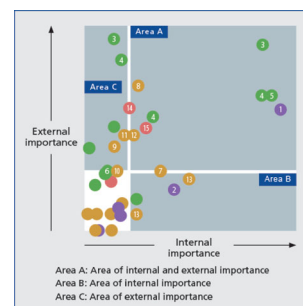 Area A
3
3
4
Area C
8
4
5
14
1
4
15
External
importance
11
12
9
6
10
7
13
Area B
2
13
Internal
importance
Area A: Area of internal and external importance
Area B: Area of internal importance
Area C: Area of external importance